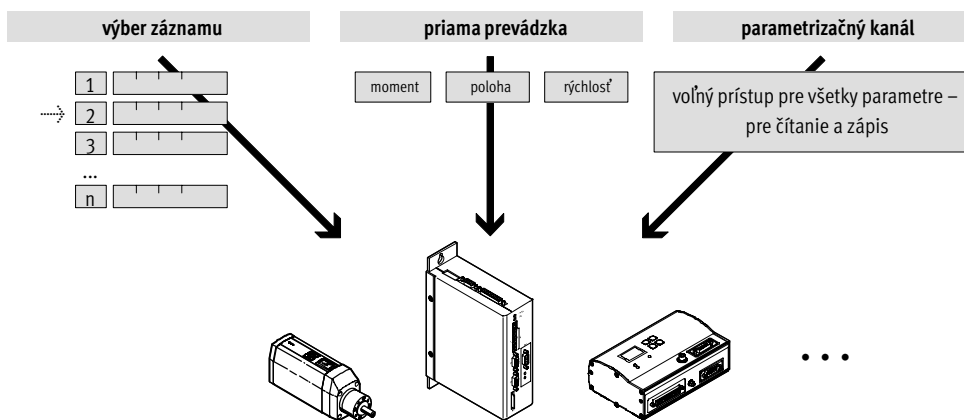 výber záznamu
priama prevádzka
parametrizačný kanál
1
2
3
...
n
moment
poloha
rýchlosť
voľný prístup pre všetky parametre –
pre čítanie a zápis
• • •